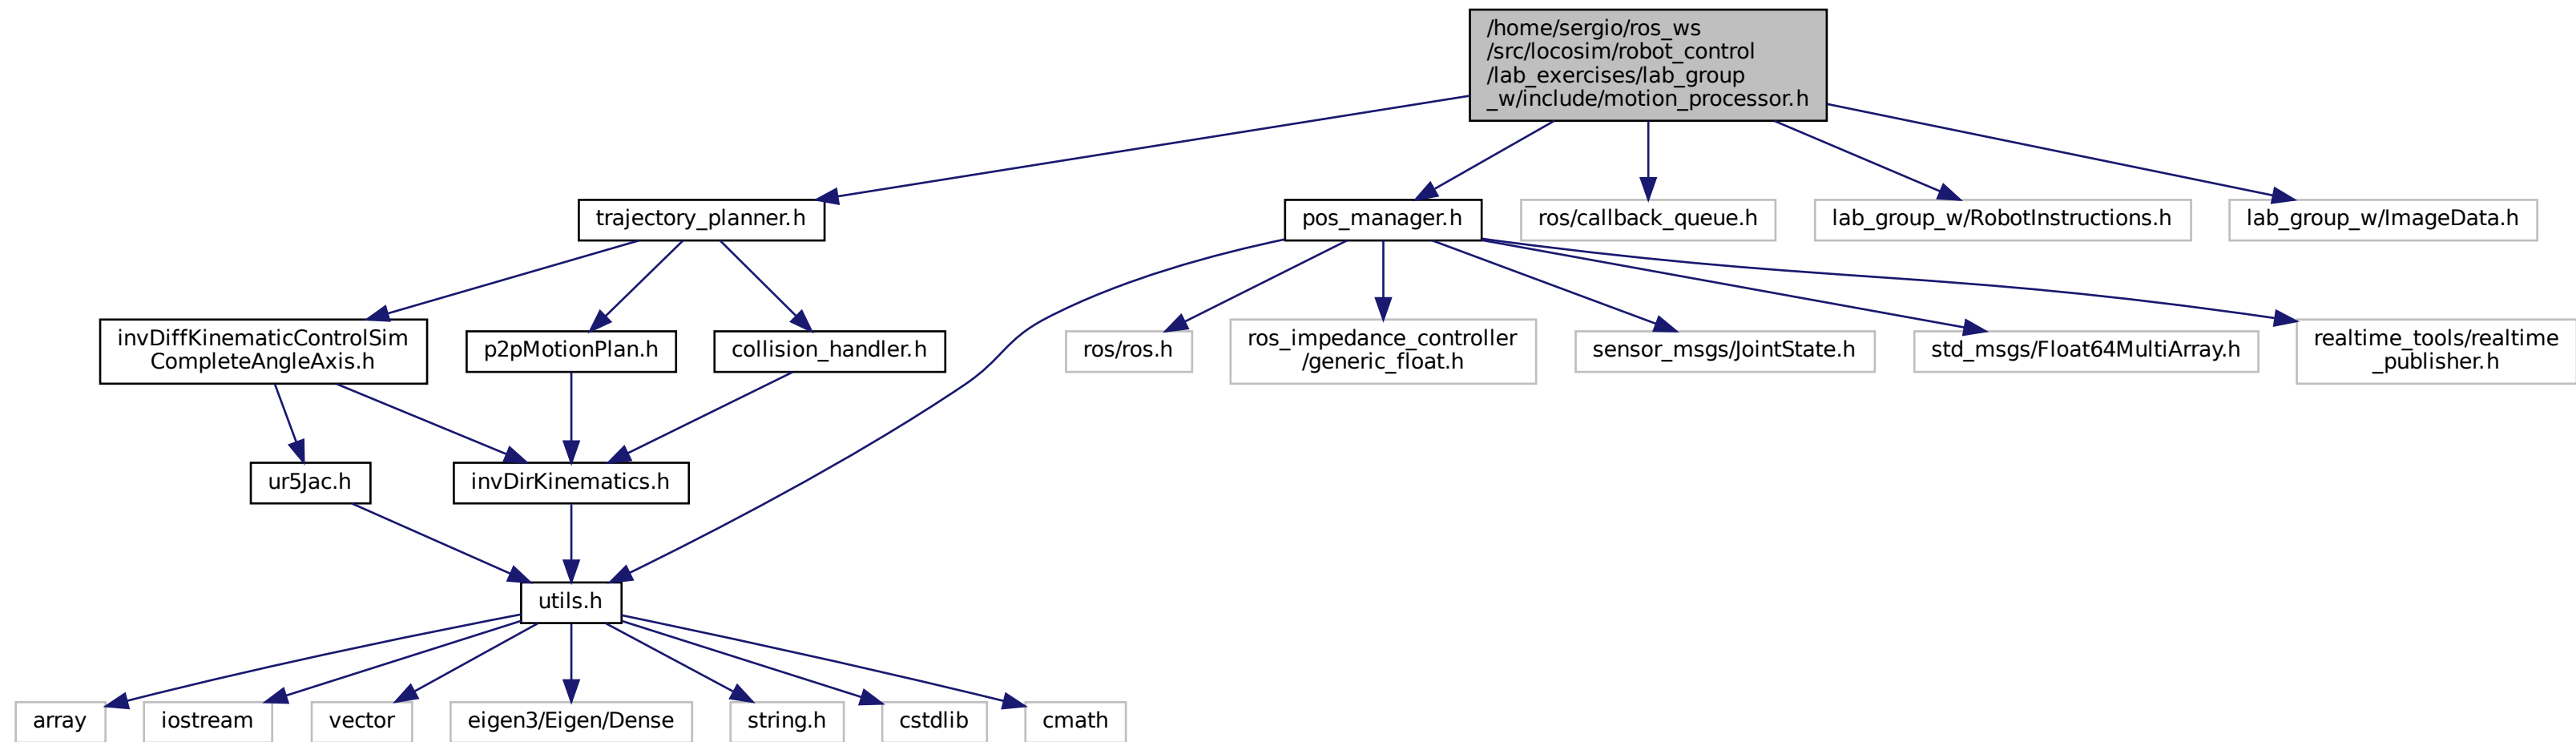 /home/sergio/ros_ws
/src/locosim/robot_control
/lab_exercises/lab_group
_w/include/motion_processor.h
trajectory_planner.h
pos_manager.h
ros/callback_queue.h
lab_group_w/RobotInstructions.h
lab_group_w/ImageData.h
invDiffKinematicControlSim
CompleteAngleAxis.h
p2pMotionPlan.h
collision_handler.h
ros/ros.h
ros_impedance_controller
/generic_float.h
sensor_msgs/JointState.h
std_msgs/Float64MultiArray.h
realtime_tools/realtime
_publisher.h
ur5Jac.h
invDirKinematics.h
utils.h
array
iostream
vector
eigen3/Eigen/Dense
string.h
cstdlib
cmath